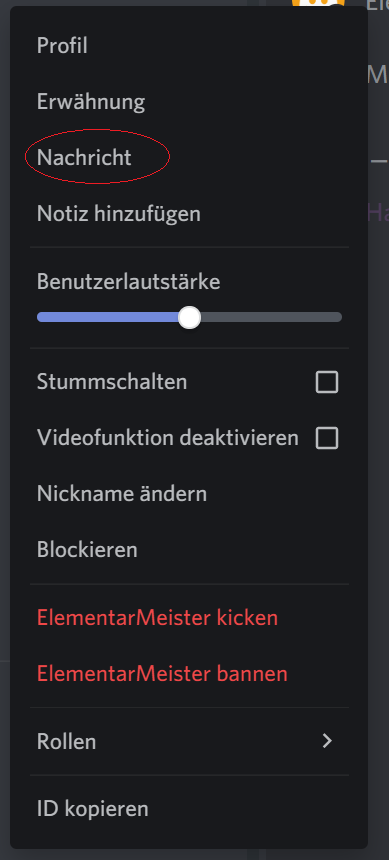 Profil
Erwähnung
Nachricht
Notiz hinzufügen
Benutzerlautstärke
Stummschalten
Videofunktion deaktivieren
Nickname ändern
Blockieren
ElementarMeister kicken
ElementarMeister bannen
Rollen
ID kopieren